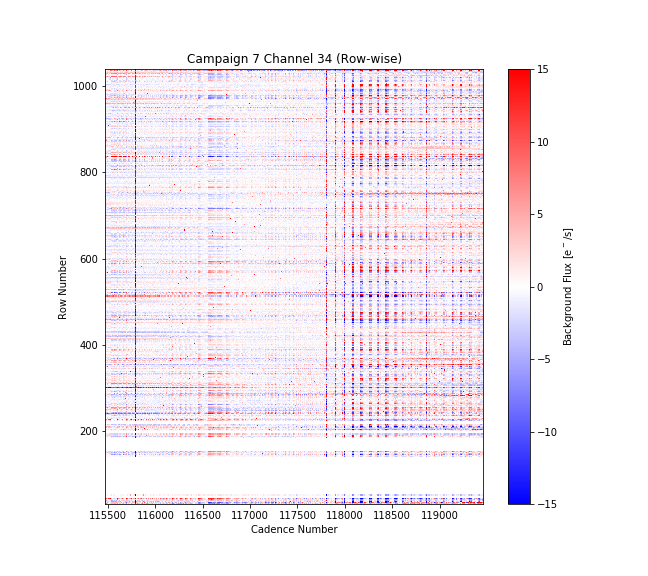 Campaign 7 Channel 34 (Row-wise)
1000
800
600
400
200
Row Number
115500 116000 116500 117000 117500 118000 118500 119000
Cadence Number
15
10
5
0
−5
−10
−15
Background Flux [e⁻/s]